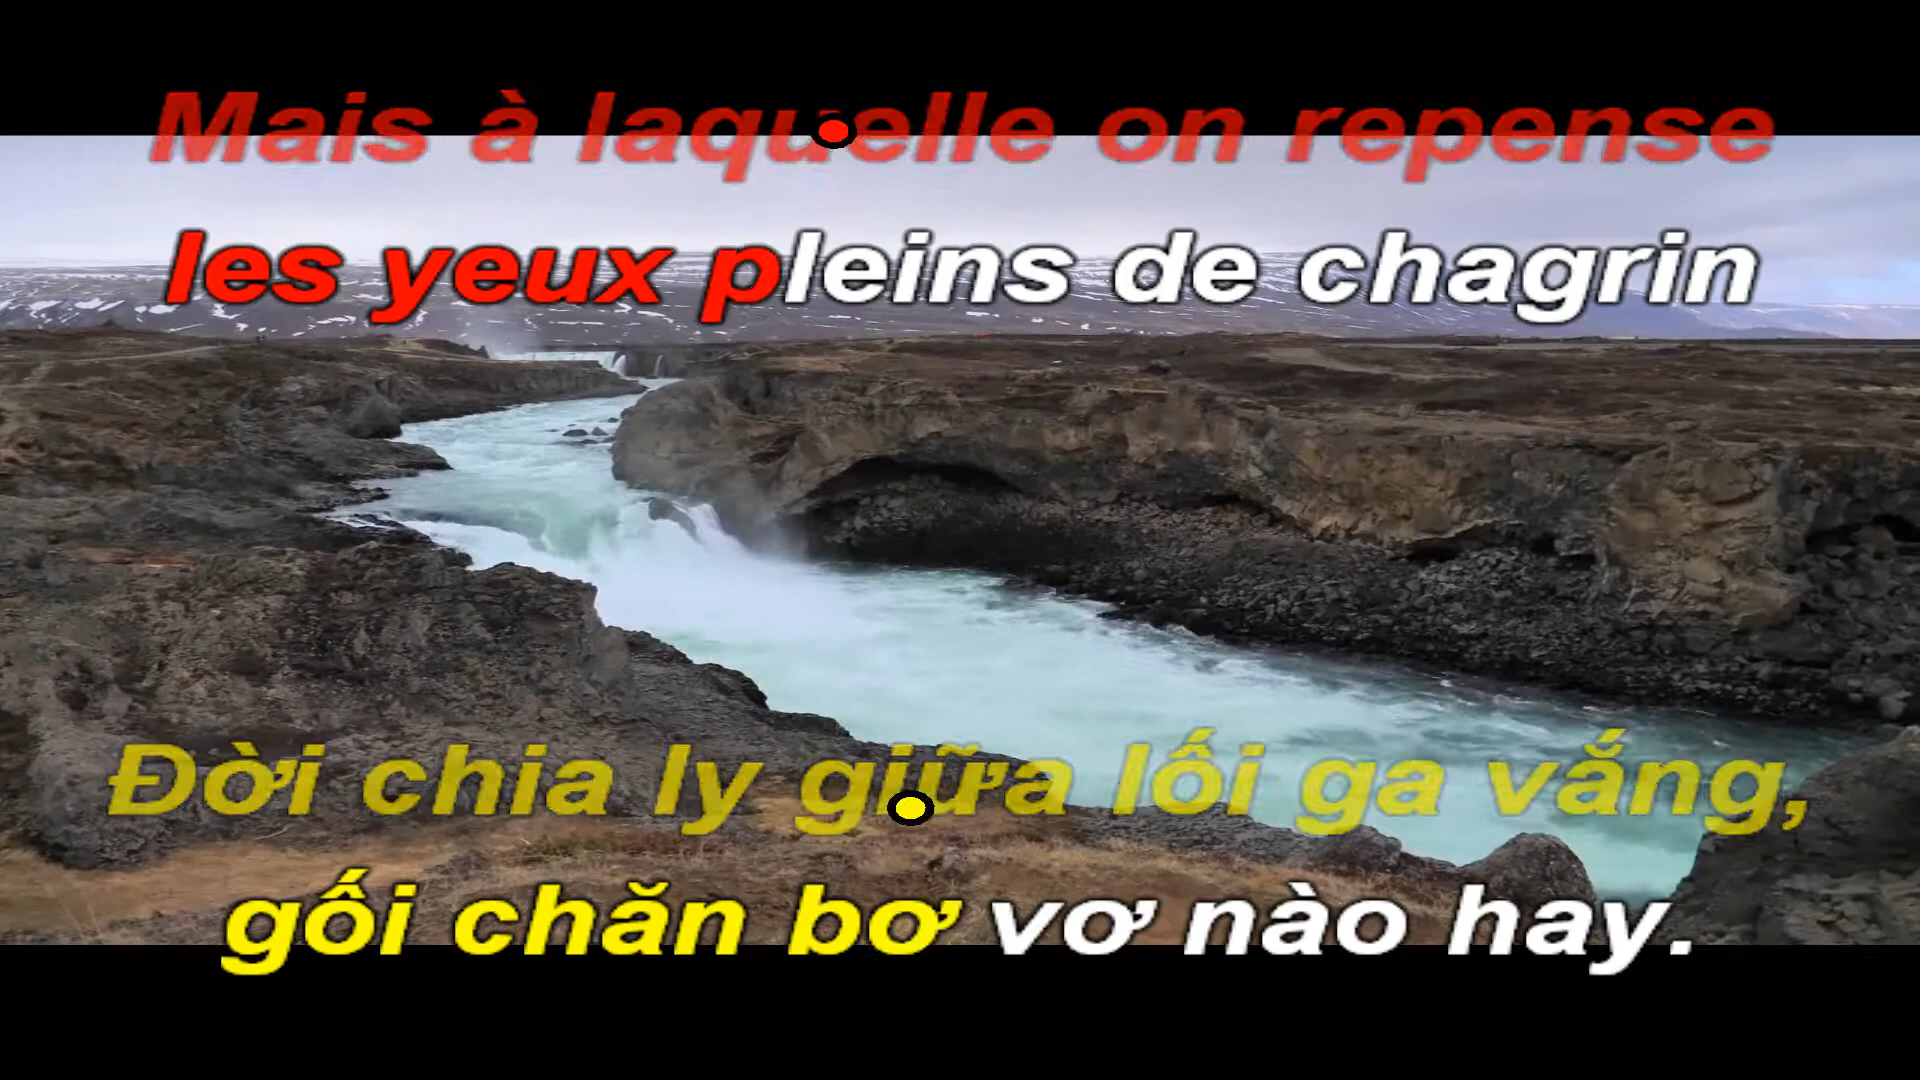 Mais à laquelle on repense
les yeux pleins de chagrin
Đời chia ly giữa lối ga vắng,
gối chăn bơ vơ nào hay.